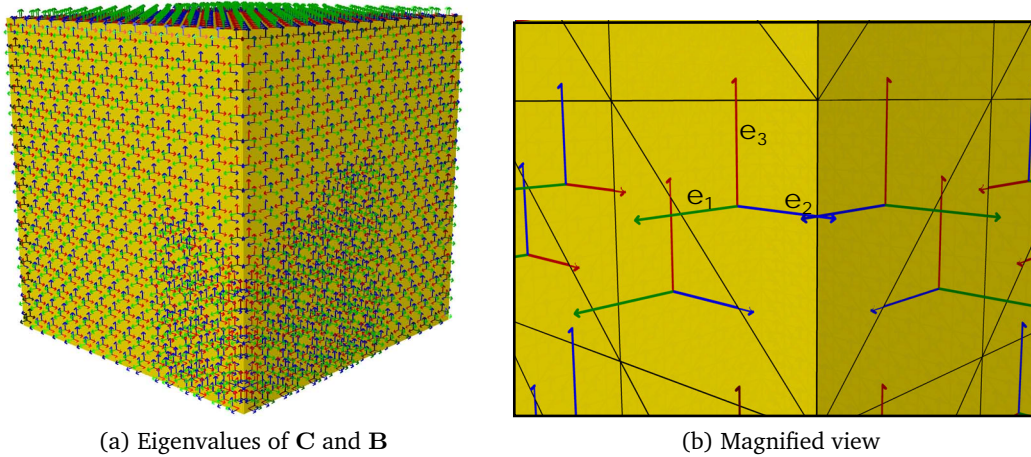 e₃
e₁
e₂
(a) Eigenvalues of C and B
(b) Magnified view